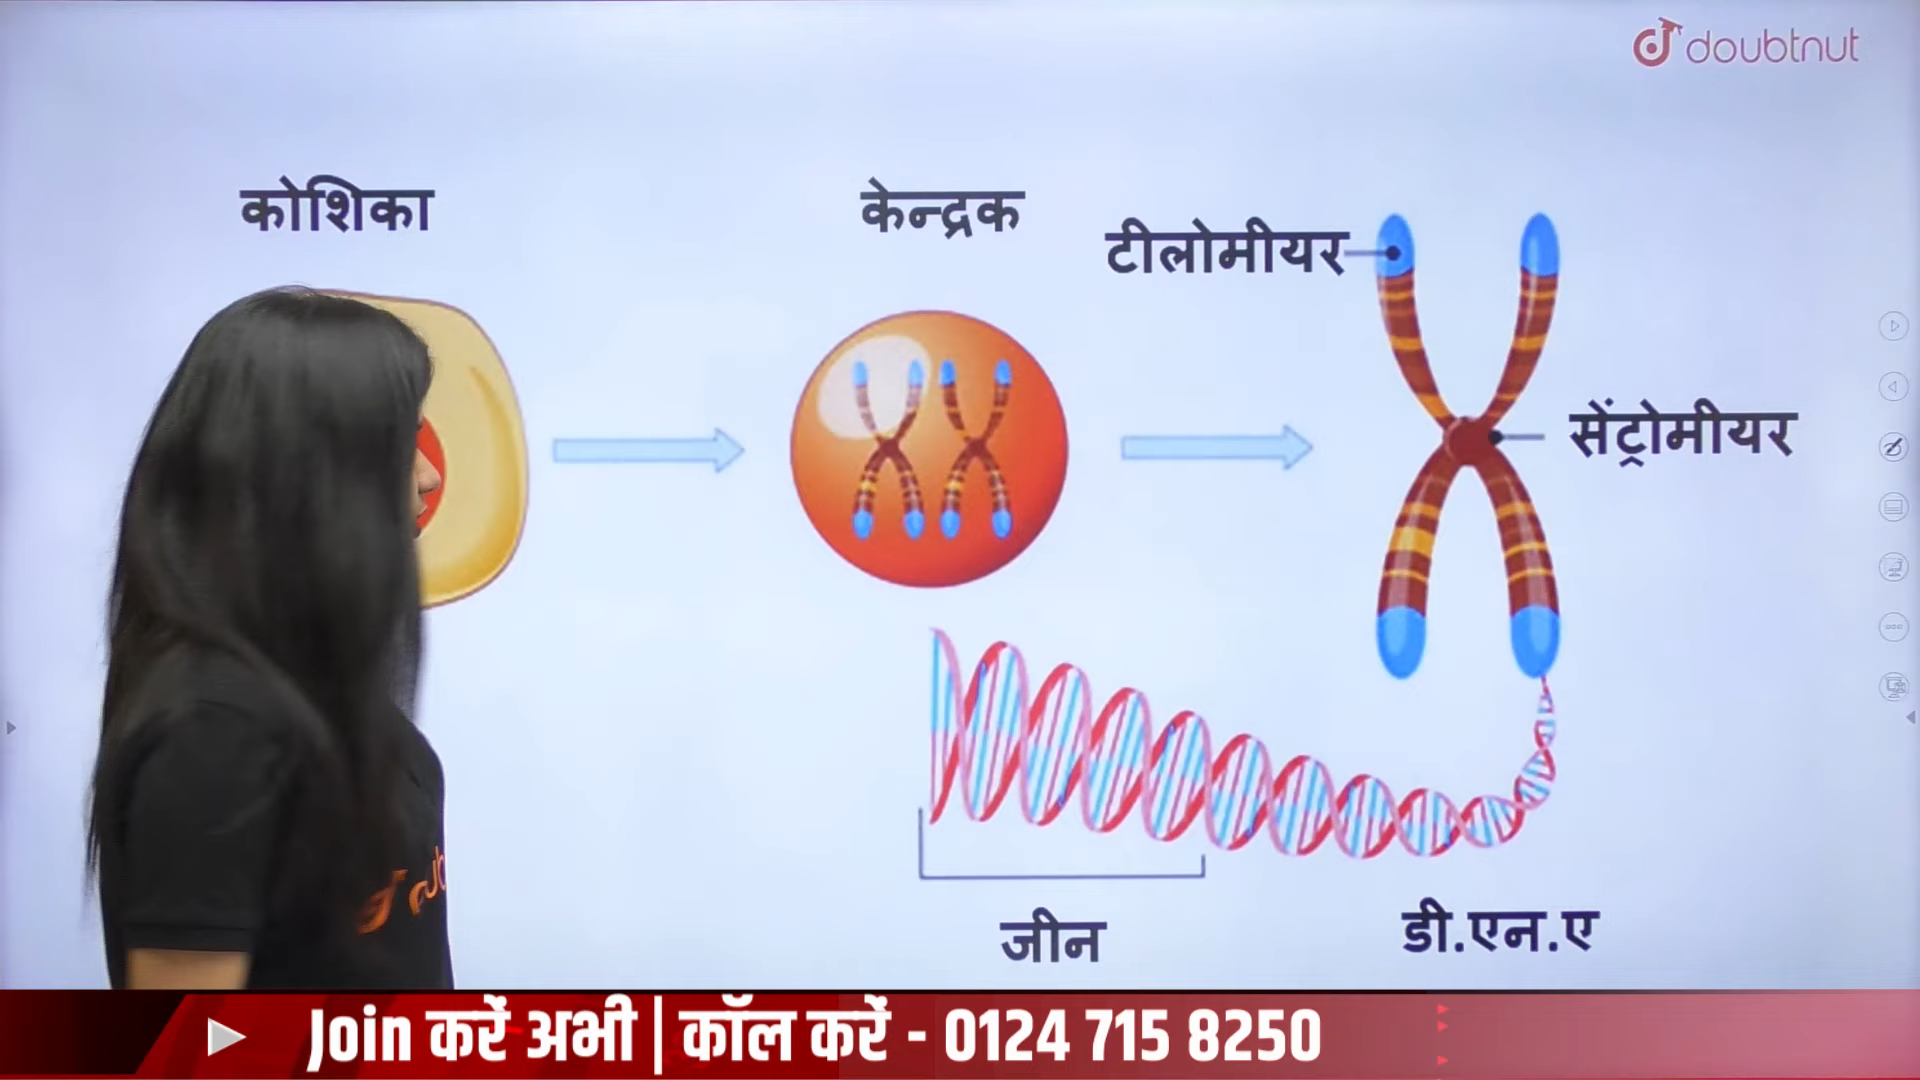 doubtnut
कोशिका
केन्द्रक
टीलोमीयर
सेंट्रोमीयर
जीन
डी.एन.ए
Join करें अभी | कॉल करें - 0124 715 8250